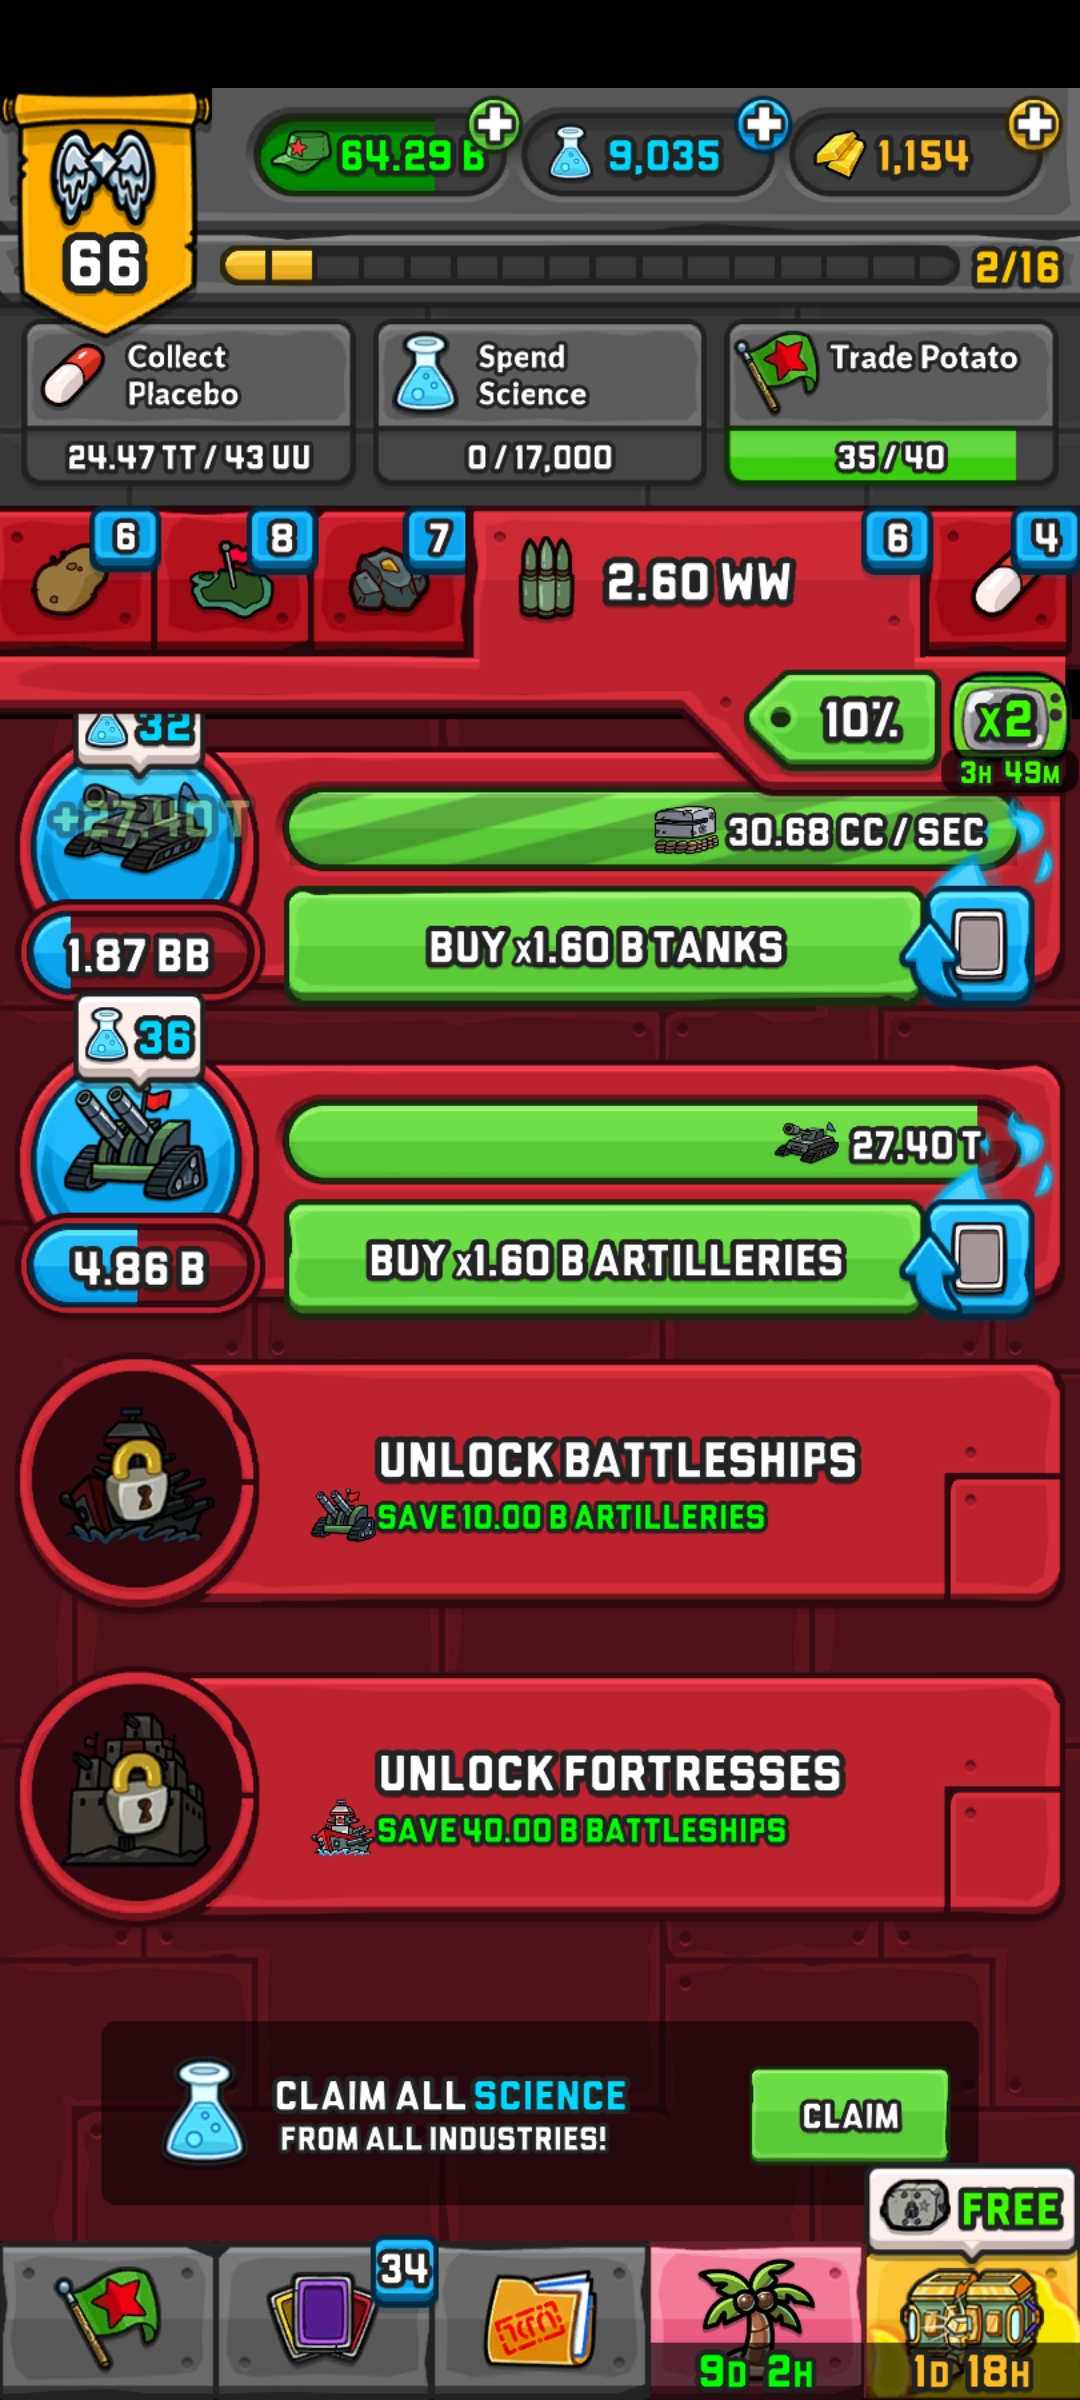 64.29 B
9,035
1,154
66
2/16
Collect
Placebo
24.47 TT / 43 UU
Spend
Science
0 / 17,000
Trade Potato
35 / 40
6
8
7
2.60 WW
6
4
10%
x2
3H 49M
32
+27.40 T
30.68 CC / SEC
1.87 BB
BUY x1.60 B TANKS
36
27.40 T
4.86 B
BUY x1.60 B ARTILLERIES
UNLOCK BATTLESHIPS
SAVE 10.00 B ARTILLERIES
UNLOCK FORTRESSES
SAVE 40.00 B BATTLESHIPS
CLAIM ALL SCIENCE
FROM ALL INDUSTRIES!
CLAIM
FREE
34
9D 2H
1D 18H